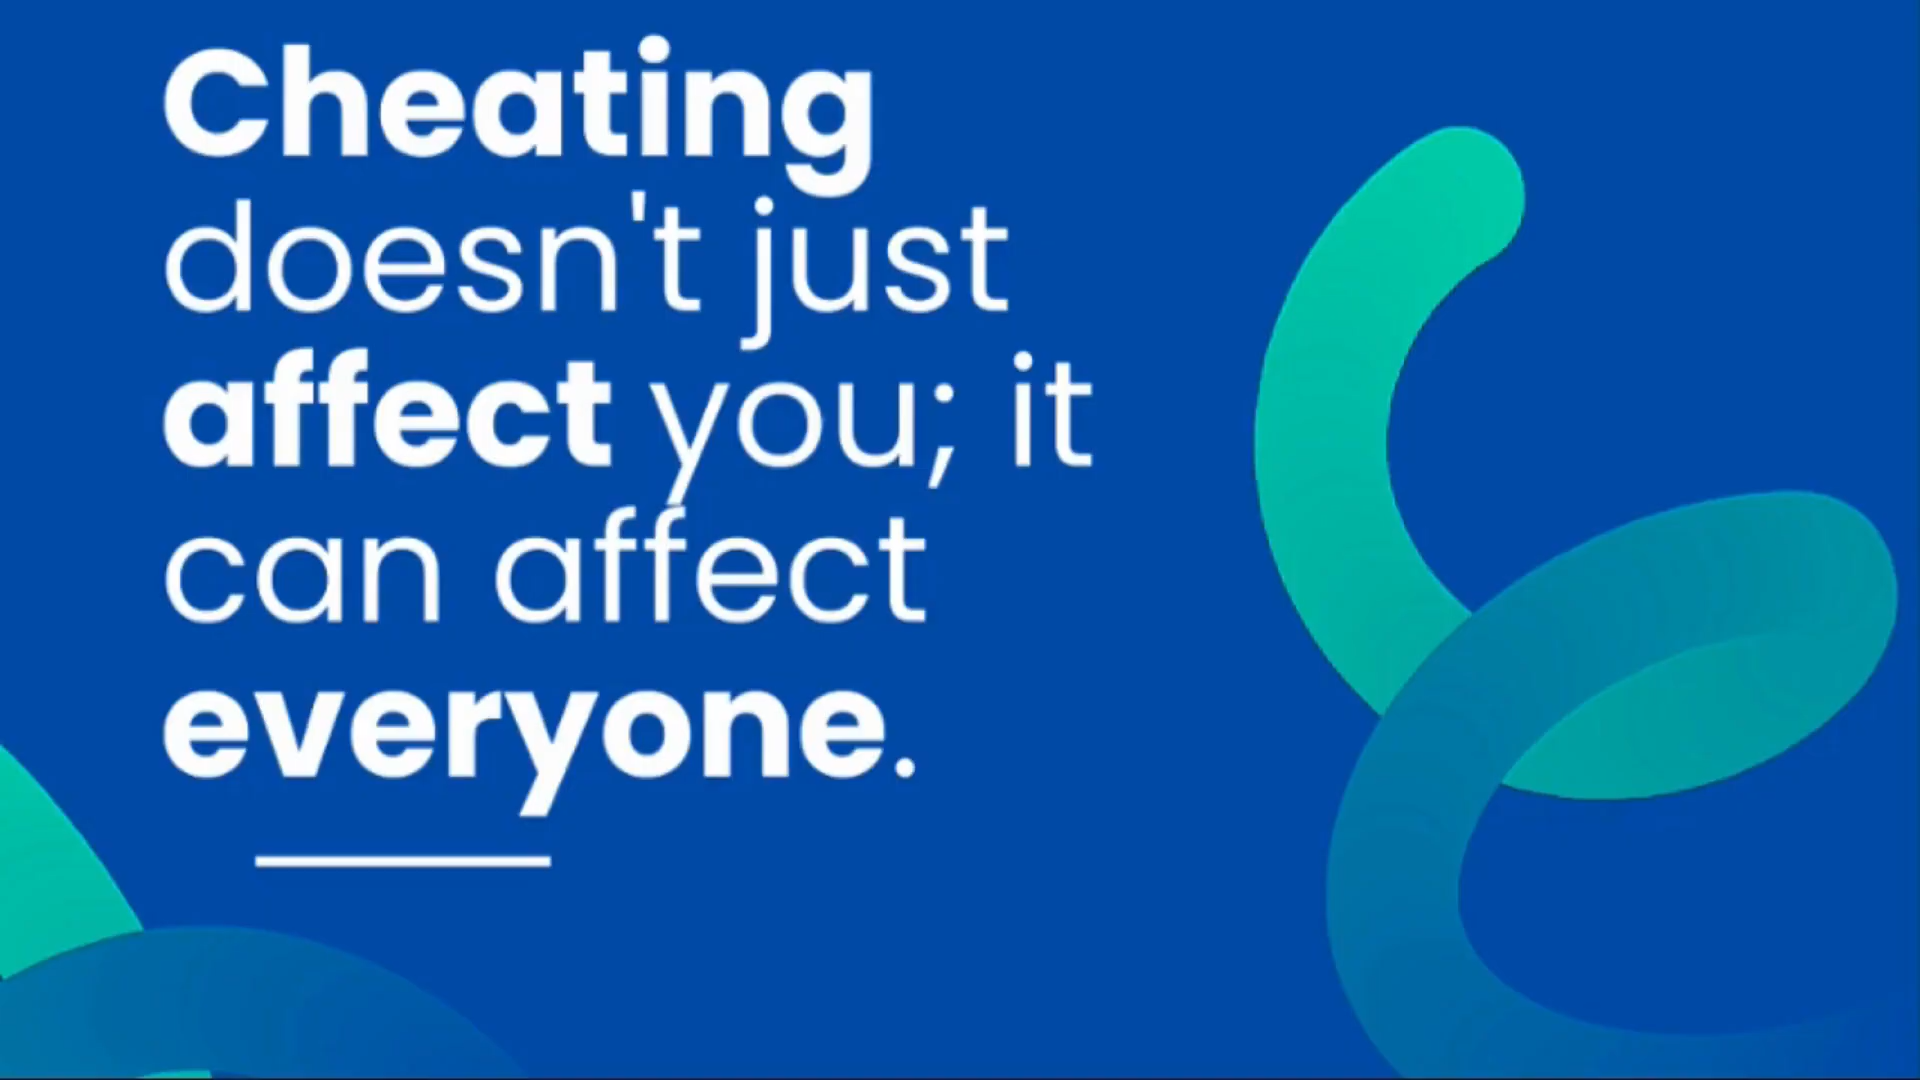 Cheating
doesn't just
affect you; it
can affect
everyone.